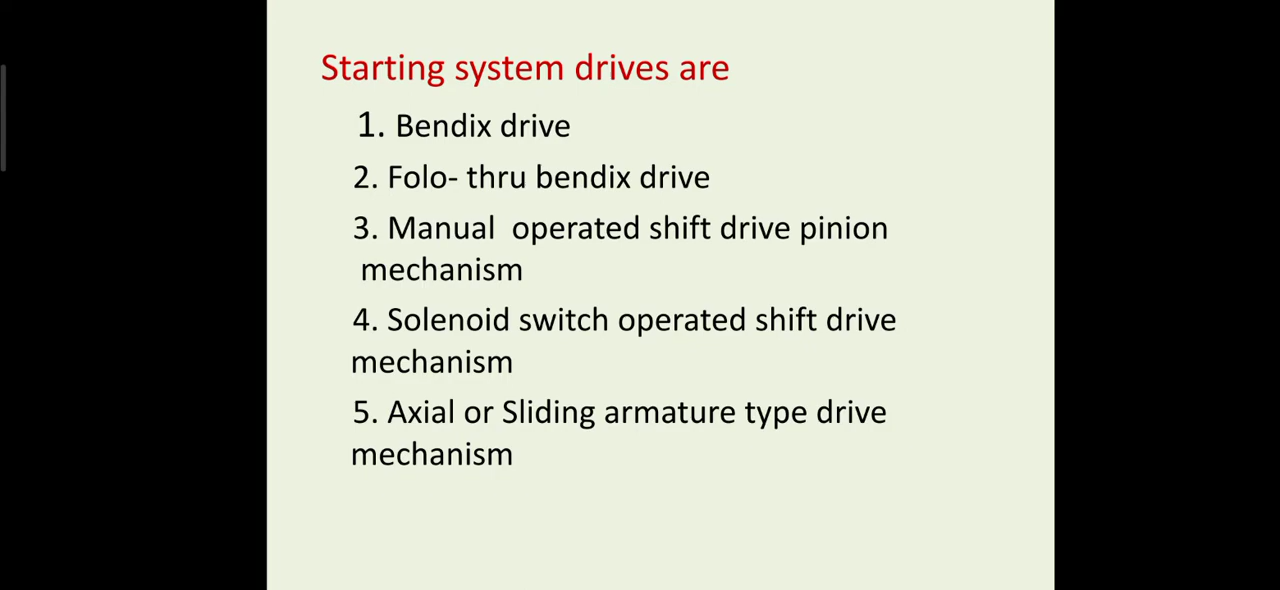 Starting system drives are
1. Bendix drive
2. Folo- thru bendix drive
3. Manual  operated shift drive pinion
mechanism
4. Solenoid switch operated shift drive
mechanism
5. Axial or Sliding armature type drive
mechanism